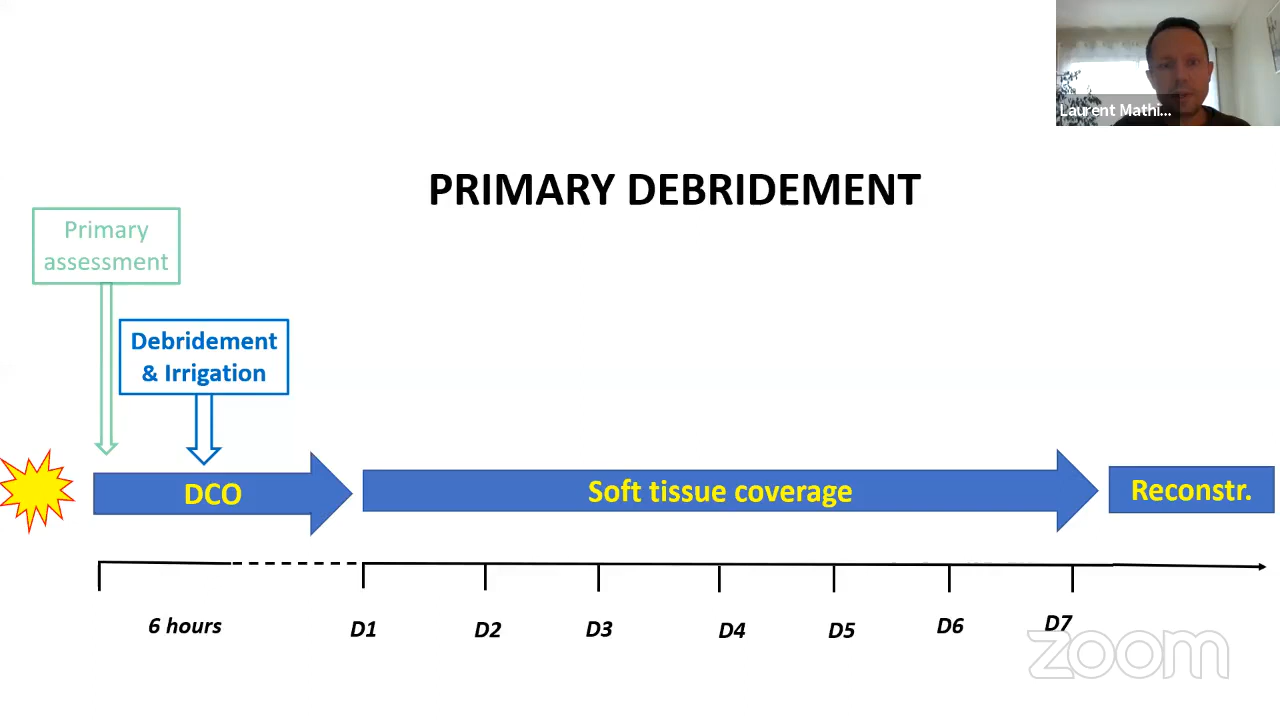 Laurent Mathi...
PRIMARY DEBRIDEMENT
Primary
assessment
Debridement
& Irrigation
DCO
Soft tissue coverage
Reconstr.
6 hours
D1
D2
D3
D4
D5
D6
D7
zoom